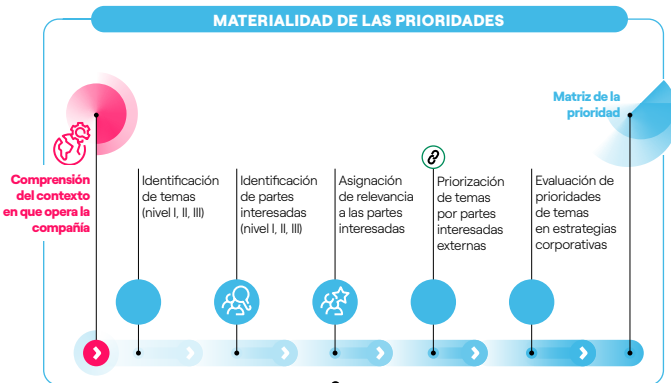 MATERIALIDAD DE LAS PRIORIDADES
Matriz de la
prioridad
Comprensión
del contexto
en que opera la
compañía
Identificación
de temas
(nivel I, II, III)
Identificación
de partes
interesadas
(nivel I, II, III)
Asignación
de relevancia
a las partes
interesadas
Priorización
de temas
por partes
interesadas
externas
Evaluación de
prioridades
de temas
en estrategias
corporativas